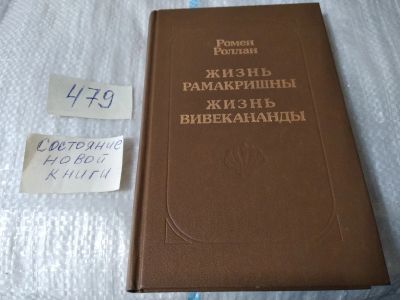 Ромен
Роллан
ЖИЗНЬ
РАМАКРИШНЫ
ЖИЗНЬ
ВИВЕКАНАНДЫ
479
Состояние
новой
книги